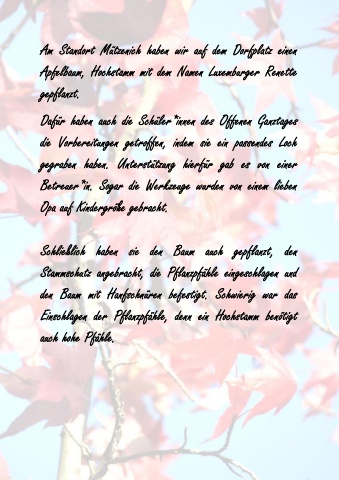 Am Standort Mützenich haben wir auf dem Dorfplatz einen
Apfelbaum, Hochstamm mit dem Namen Luxemburger Renette
gepflanzt.
Dafür haben auch die Schüler*innen des Offenen Ganztages
die Vorbereitungen getroffen, indem sie ein passendes Loch
gegraben haben. Unterstützung hierfür gab es von einer
Betreuer*in. Sogar die Werkzeuge wurden von einem lieben
Opa auf Kindergröße gebracht.
Schließlich haben sie den Baum auch gepflanzt, den
Stammschutz angebracht, die Pflanzpfähle eingeschlagen und
den Baum mit Hanfschnüren befestigt. Schwierig war das
Einschlagen der Pflanzpfähle, denn ein Hochstamm benötigt
auch hohe Pfähle.